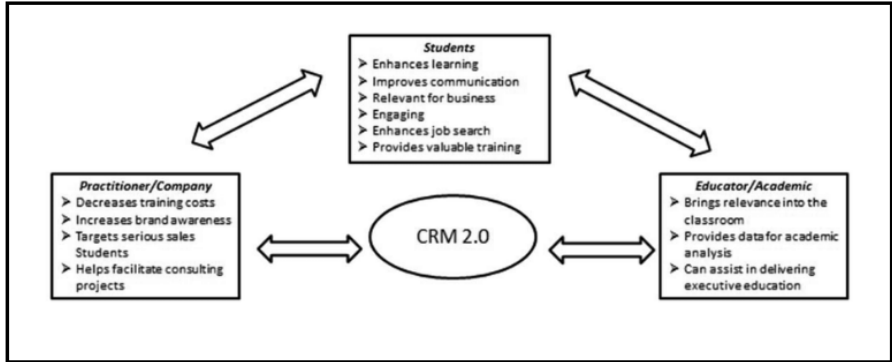 Students
➤ Enhances learning
➤ Improves communication
➤ Relevant for business
➤ Engaging
➤ Enhances job search
➤ Provides valuable training
Practitioner/Company
➤ Decreases training costs
➤ Increases brand awareness
➤ Targets serious sales
Students
➤ Helps facilitate consulting
projects
CRM 2.0
Educator/Academic
➤ Brings relevance into the
classroom
➤ Provides data for academic
analysis
➤ Can assist in delivering
executive education